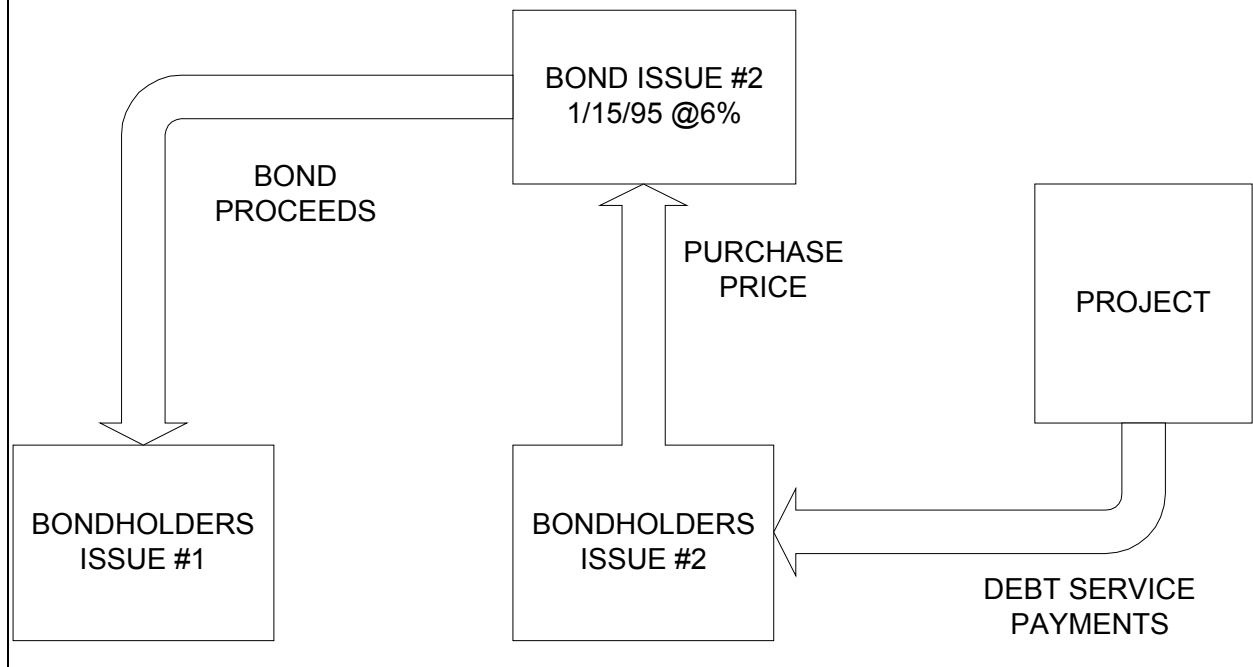 BOND ISSUE #2
1/15/95 @6%
BOND
PROCEEDS
PURCHASE
PRICE
PROJECT
BONDHOLDERS
ISSUE #1
BONDHOLDERS
ISSUE #2
DEBT SERVICE
PAYMENTS